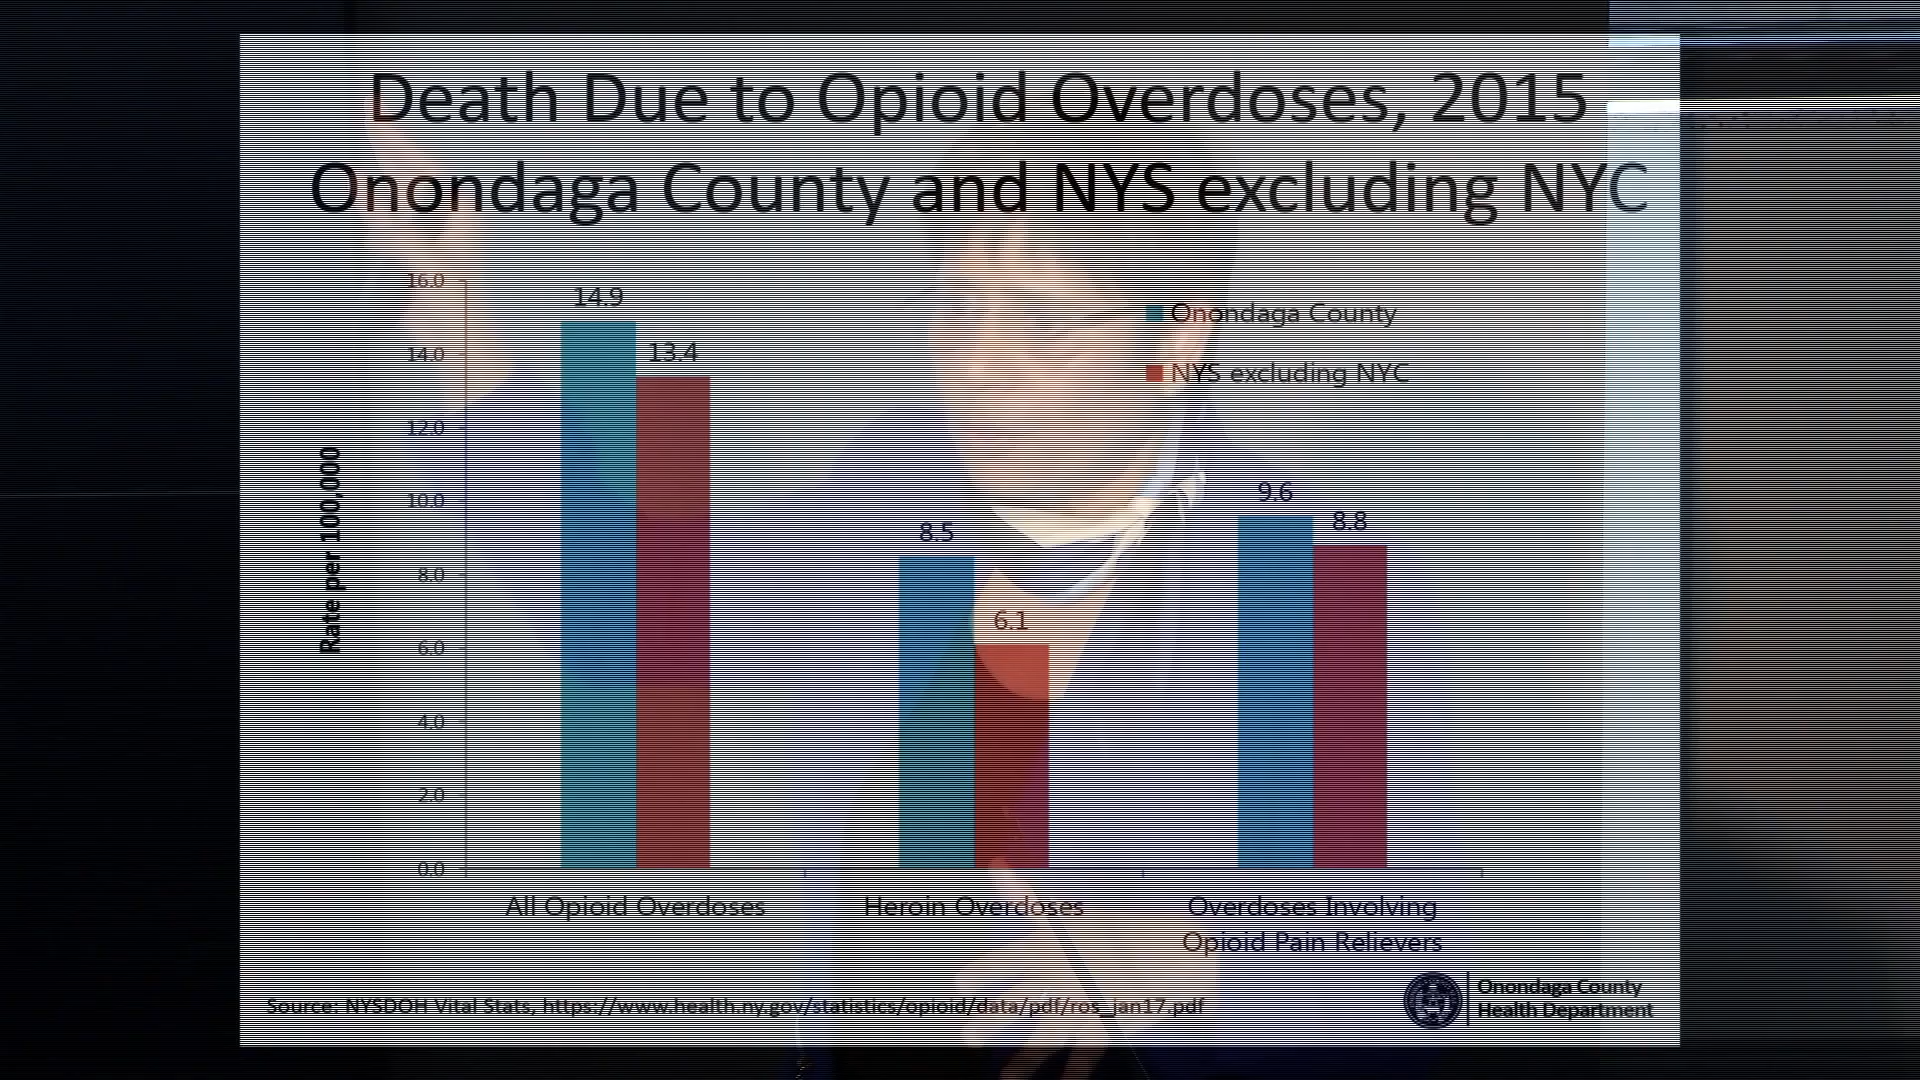 Death Due to Opioid Overdoses, 2015
Onondaga County and NYS excluding NYC
16.0
14.0
12.0
10.0
8.0
6.0
4.0
2.0
0.0
Rate per 100,000
14.9
13.4
8.5
6.1
9.6
8.8
Onondaga County
NYS excluding NYC
All Opioid Overdoses
Heroin Overdoses
Overdoses Involving
Opioid Pain Relievers
Source: NYSDOH Vital Stats, https://www.health.ny.gov/statistics/opioid/data/pdf/ros_jan17.pdf
Onondaga County
Health Department